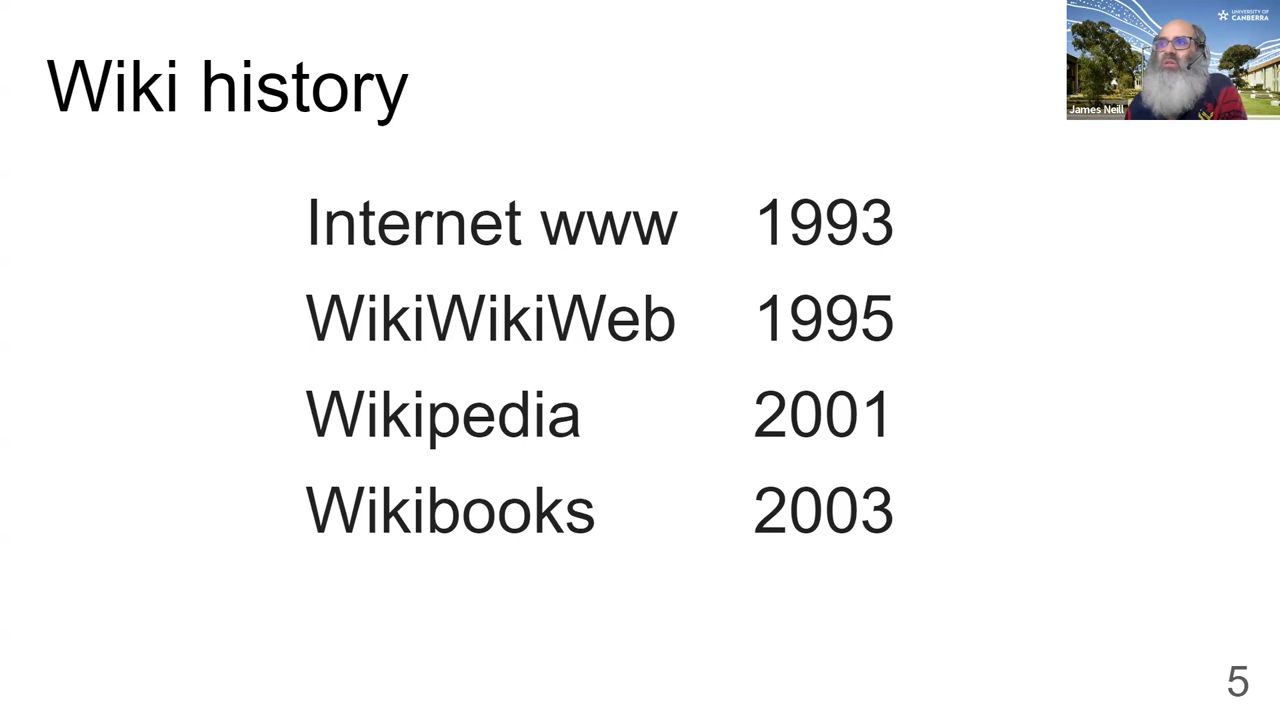 Wiki history
UNIVERSITY OF
CANBERRA
James Neill
Internet www 1993
WikiWikiWeb 1995
Wikipedia 2001
Wikibooks 2003
5